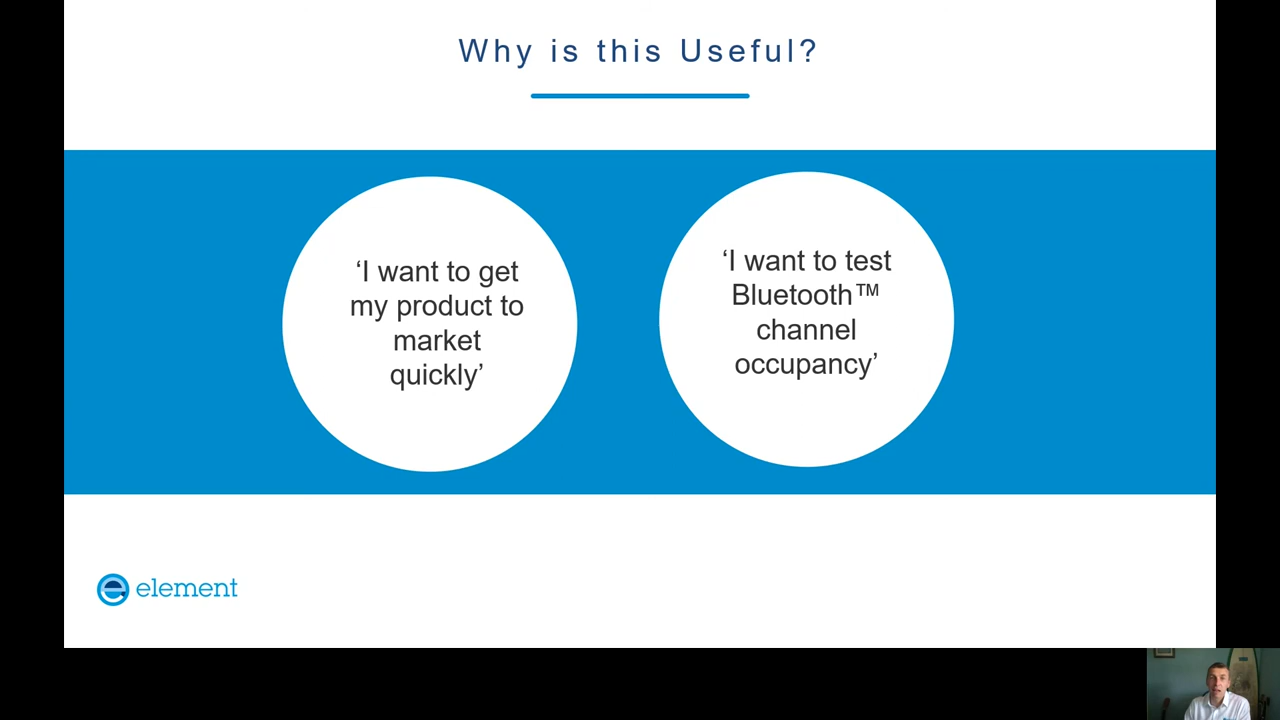 Why is this Useful?
‘I want to get
my product to
market
quickly’
‘I want to test
Bluetooth™
channel
occupancy’
element